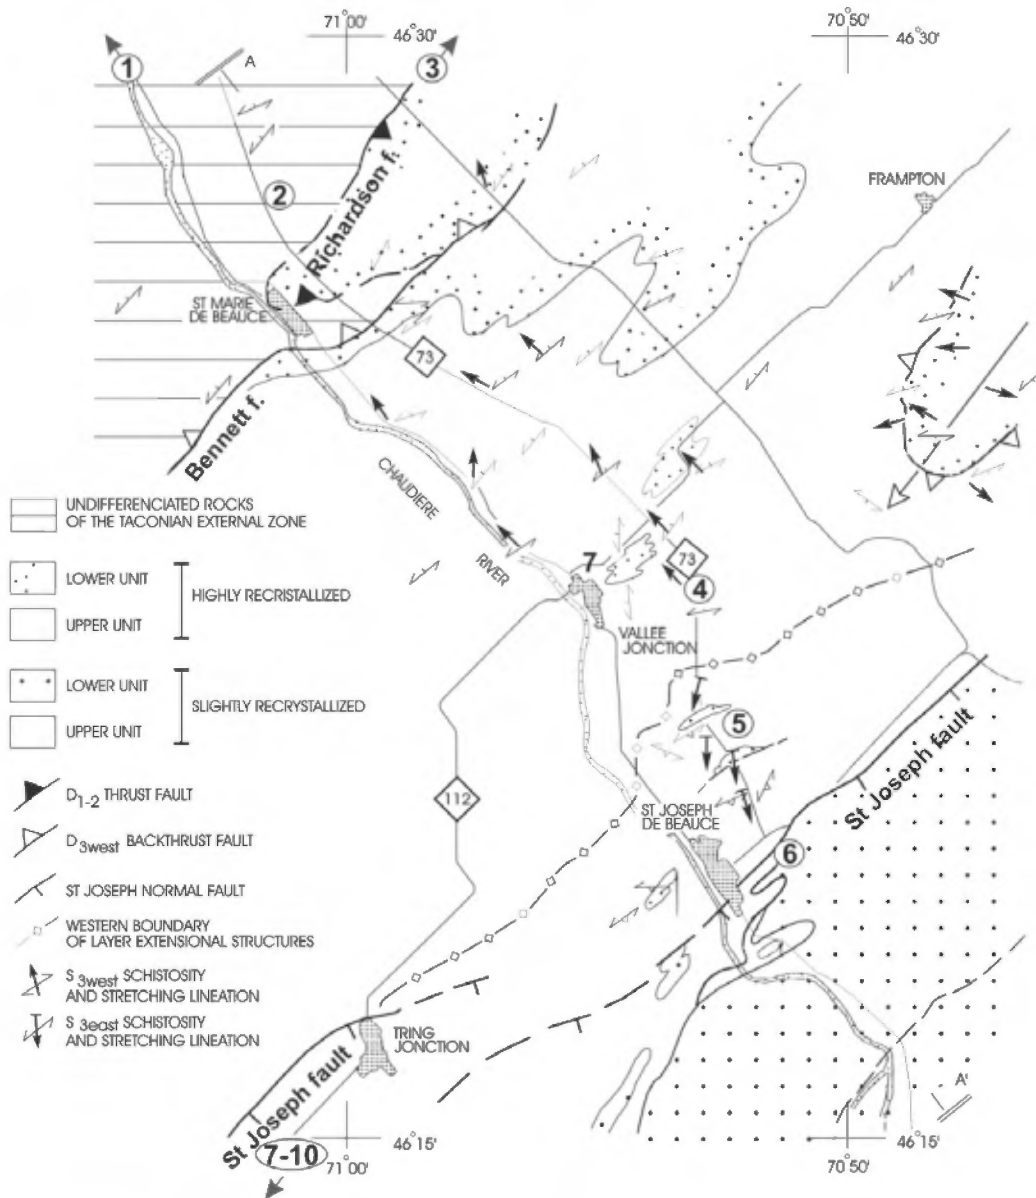 71°00'
46°30'
70°50'
46°30'
1
A
3
2
Richardson f.
FRAMPTON
ST MARIE
DE BEAUCE
73
Bennett f.
CHAUDIERE
RIVER
UNDIFFERENCIATED ROCKS
OF THE TACONIAN EXTERNAL ZONE
LOWER UNIT
HIGHLY RECRISTALLIZED
UPPER UNIT
LOWER UNIT
SLIGHTLY RECRYSTALLIZED
UPPER UNIT
7
73
4
VALLEE
JONCTION
5
St Joseph fault
ST JOSEPH
DE BEAUCE
112
6
D1-2 THRUST FAULT
D3west BACKTHRUST FAULT
ST JOSEPH NORMAL FAULT
WESTERN BOUNDARY
OF LAYER EXTENSIONAL STRUCTURES
S3west SCHISTOSITY
AND STRETCHING LINEATION
S3east SCHISTOSITY
AND STRETCHING LINEATION
TRING
JONCTION
St Joseph fault
A'
7-10
71°00'
46°15'
70°50'
46°15'